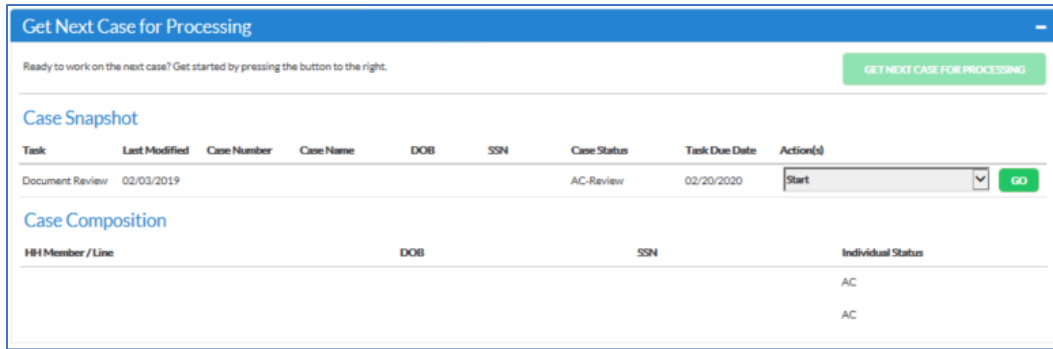 Get Next Case for Processing
Ready to work on the next case? Get started by pressing the button to the right.
GET NEXT CASE FOR PROCESSING
Case Snapshot
Task Last Modified Case Number Case Name DOB SSN Case Status Task Due Date Action(s)
Document Review 02/03/2019 AC-Review 02/20/2020 Start GO
Case Composition
HH Member / Line DOB SSN Individual Status
AC
AC